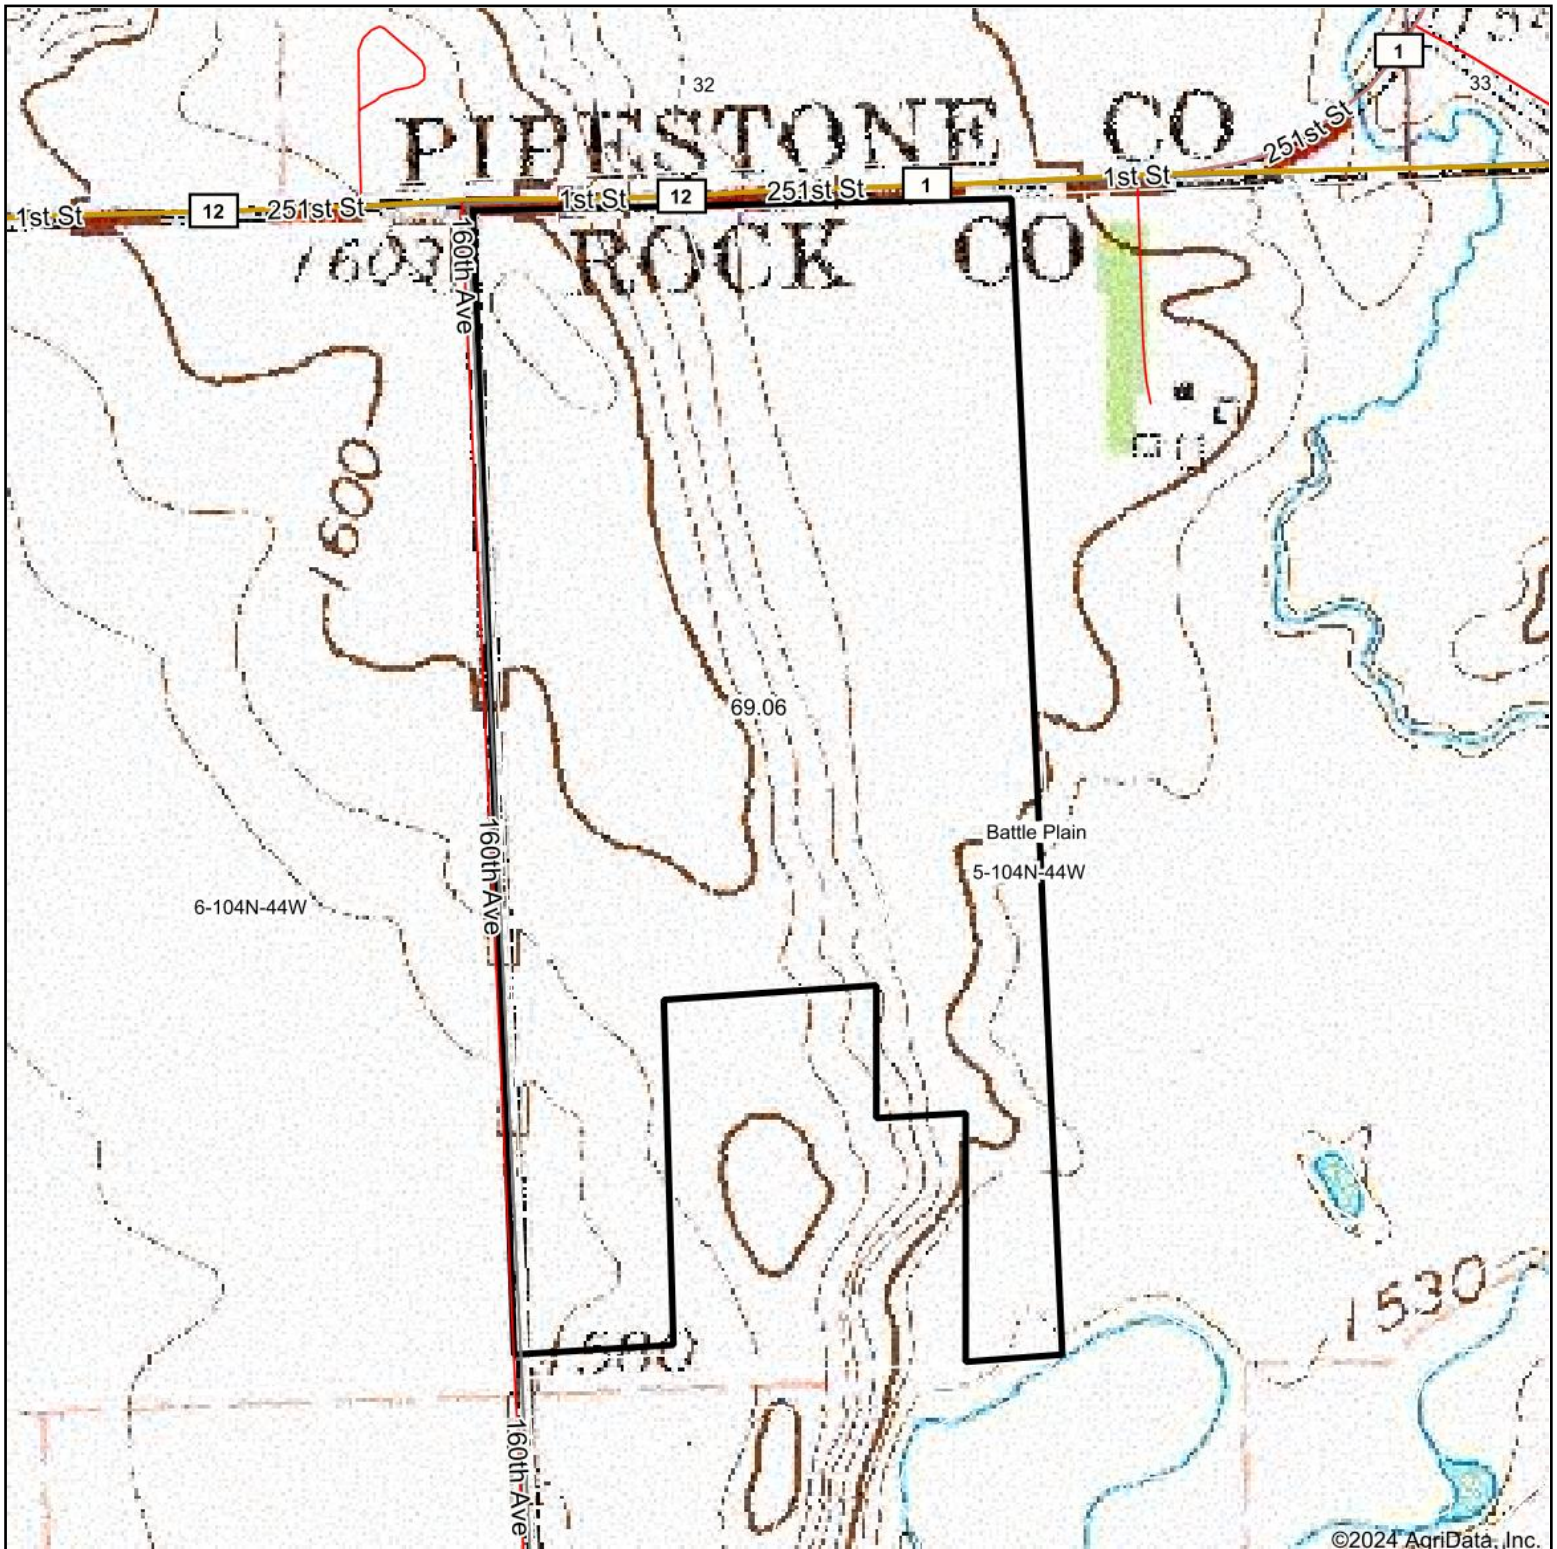 1
33
32
PIPESTONE CO
251st St
1st St
12
251st St
1st St
12
251st St
1
1st St
160th Ave
ROCK CO
1600
69.06
160th Ave
Battle Plain
5-104N-44W
6-104N-44W
1530
160th Ave
©2024 AgriData, Inc.